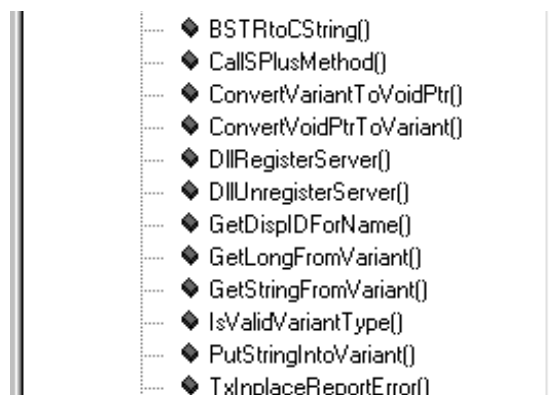 BSTRtoCString()
CallSPlusMethod()
ConvertVariantToVoidPtr()
ConvertVoidPtrToVariant()
DllRegisterServer()
DllUnregisterServer()
GetDispIDForName()
GetLongFromVariant()
GetStringFromVariant()
IsValidVariantType()
PutStringIntoVariant()
TxInplaceReportError()